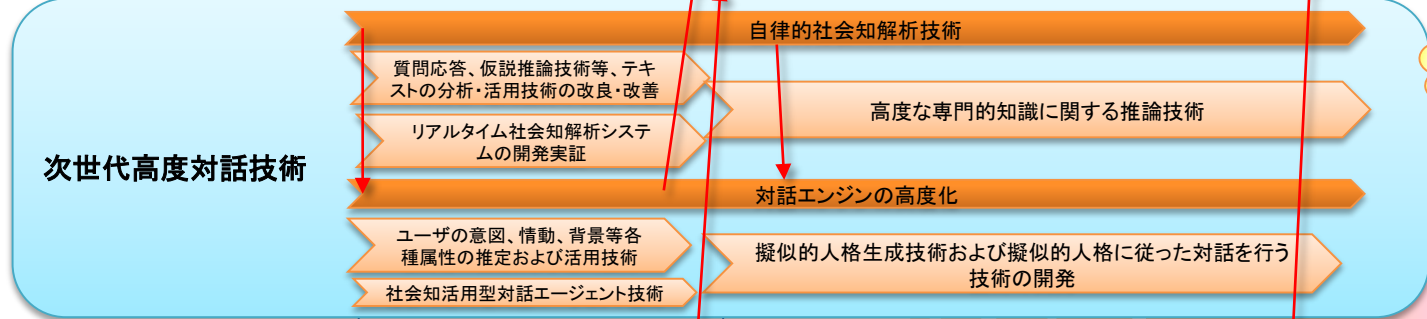 自律的社会知解析技術
質問応答、仮説推論技術等、テキ
ストの分析・活用技術の改良・改善
高度な専門的知識に関する推論技術
リアルタイム社会知解析システ
ムの開発実証
次世代高度対話技術
対話エンジンの高度化
ユーザの意図、情動、背景等各
種属性の推定および活用技術
擬似的人格生成技術および擬似的人格に従った対話を行う
技術の開発
社会知活用型対話エージェント技術